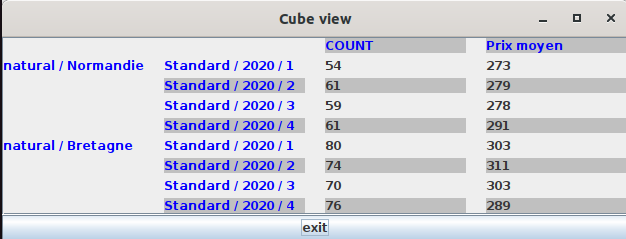 Cube view
COUNT Prix moyen
natural / Normandie Standard / 2020 / 1 54 273
Standard / 2020 / 2 61 279
Standard / 2020 / 3 59 278
Standard / 2020 / 4 61 291
natural / Bretagne Standard / 2020 / 1 80 303
Standard / 2020 / 2 74 311
Standard / 2020 / 3 70 303
Standard / 2020 / 4 76 289
exit